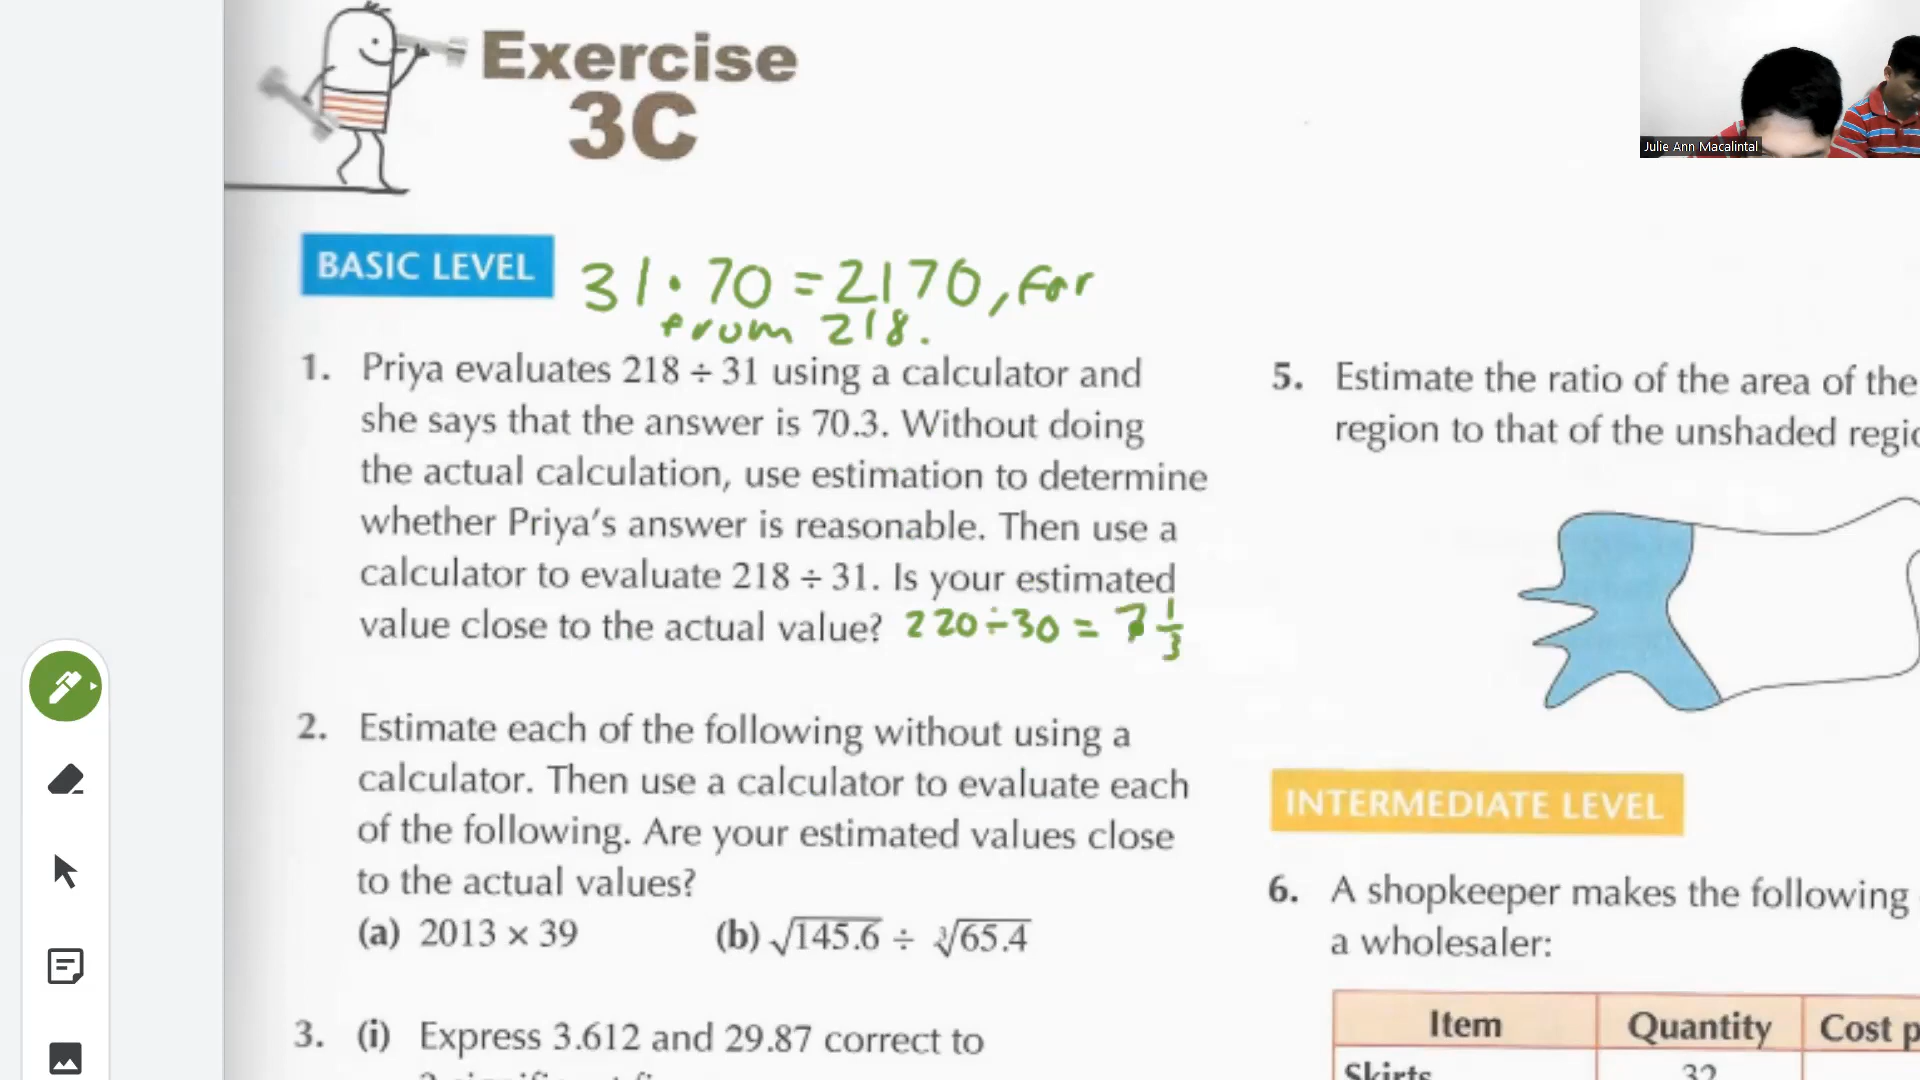 Exercise
3C
Julie Ann Macalintal
BASIC LEVEL
31 · 70 = 2170, far
from 218.
1. Priya evaluates 218 ÷ 31 using a calculator and
she says that the answer is 70.3. Without doing
the actual calculation, use estimation to determine
whether Priya's answer is reasonable. Then use a
calculator to evaluate 218 ÷ 31. Is your estimated
value close to the actual value? 220 ÷ 30 = 7 1/3
2. Estimate each of the following without using a
calculator. Then use a calculator to evaluate each
of the following. Are your estimated values close
to the actual values?
(a) 2013 × 39 (b) √145.6 ÷ ∛65.4
3. (i) Express 3.612 and 29.87 correct to
5. Estimate the ratio of the area of the
region to that of the unshaded regio
INTERMEDIATE LEVEL
6. A shopkeeper makes the following
a wholesaler:
Item Quantity Cost p
Skirts 32